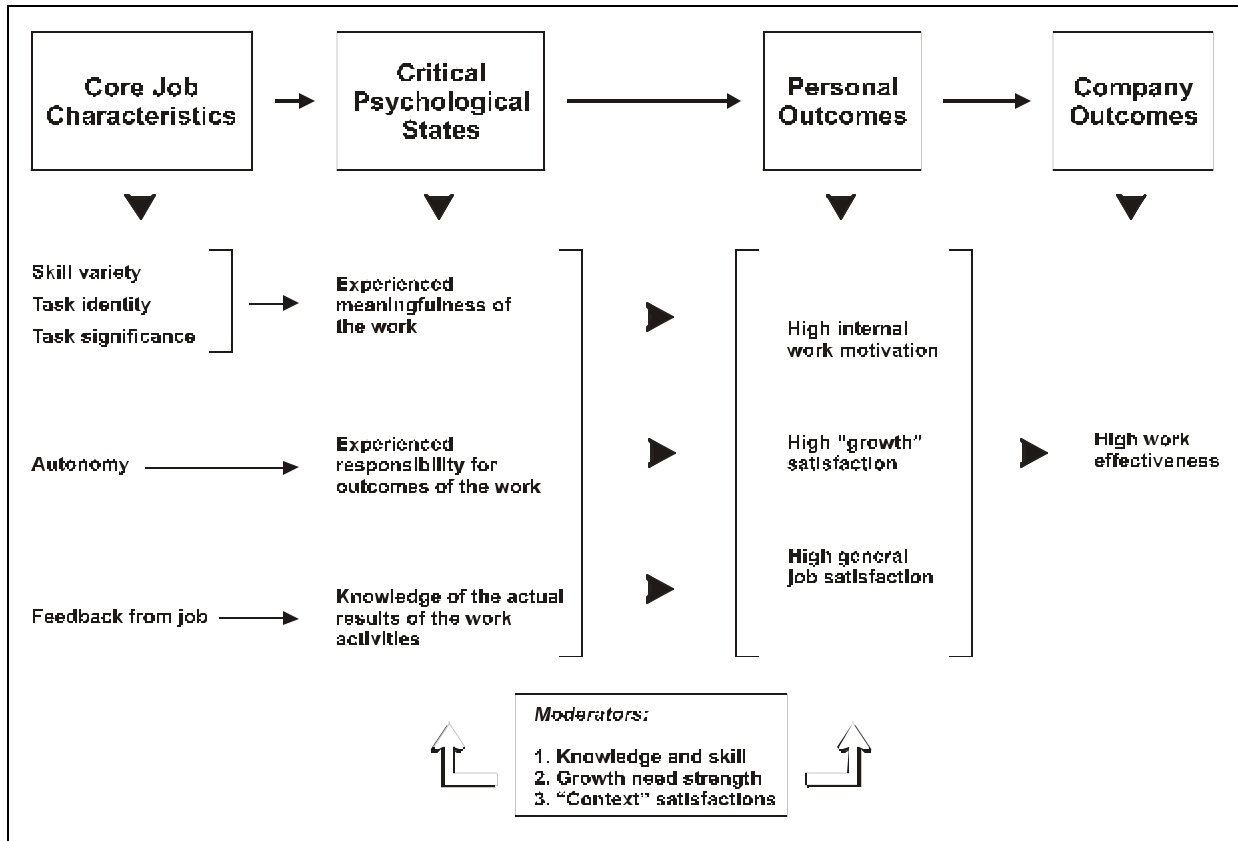 Core Job
Characteristics
Critical
Psychological
States
Personal
Outcomes
Company
Outcomes
Skill variety
Task identity
Task significance
Experienced
meaningfulness of
the work
High internal
work motivation
Autonomy
Experienced
responsibility for
outcomes of the work
High "growth"
satisfaction
High work
effectiveness
High general
job satisfaction
Feedback from job
Knowledge of the actual
results of the work
activities
Moderators:
1. Knowledge and skill
2. Growth need strength
3. “Context” satisfactions